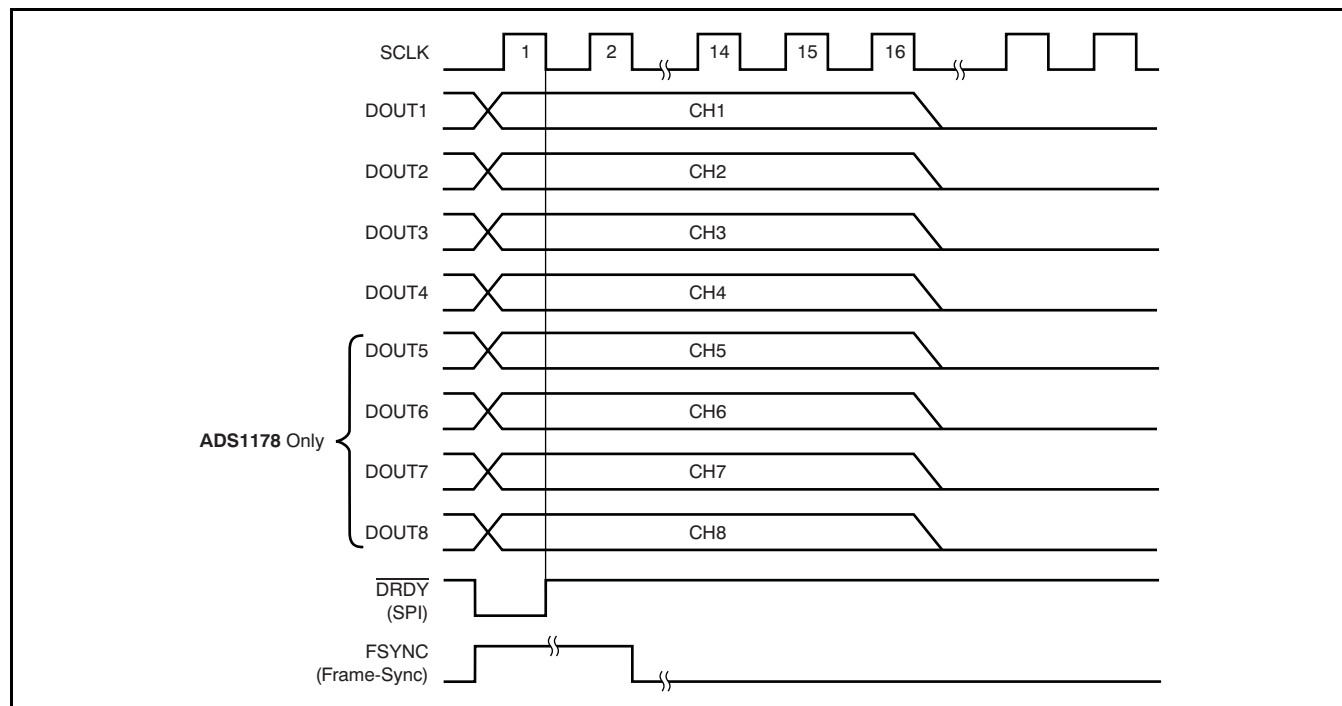 SCLK 1 2 14 15 16
DOUT1 CH1
DOUT2 CH2
DOUT3 CH3
DOUT4 CH4
DOUT5 CH5
DOUT6 CH6
ADS1178 Only
DOUT7 CH7
DOUT8 CH8
DRDY
(SPI)
FSYNC
(Frame-Sync)